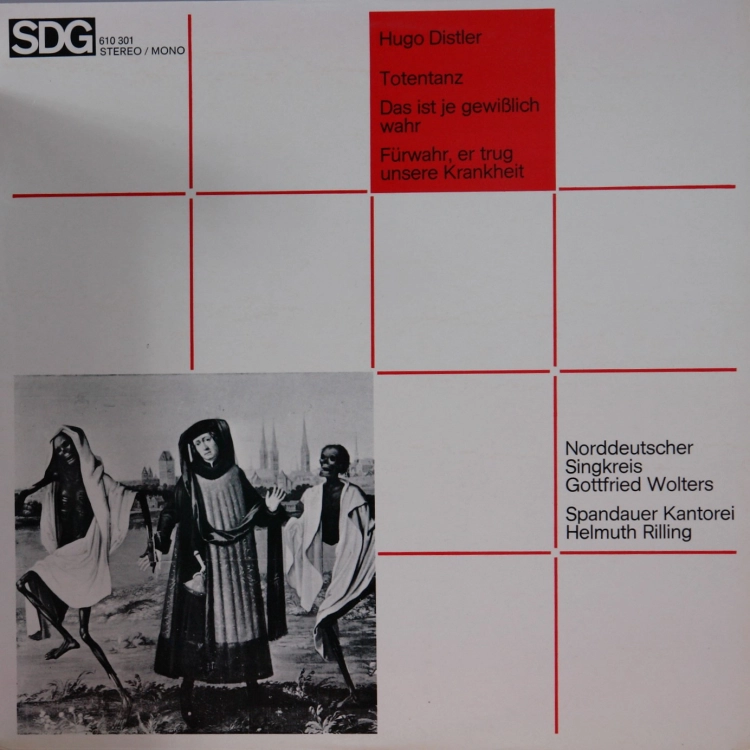 SDG 610 301
STEREO / MONO
Hugo Distler
Totentanz
Das ist je gewißlich
wahr
Fürwahr, er trug
unsere Krankheit
Norddeutscher
Singkreis
Gottfried Wolters
Spandauer Kantorei
Helmuth Rilling